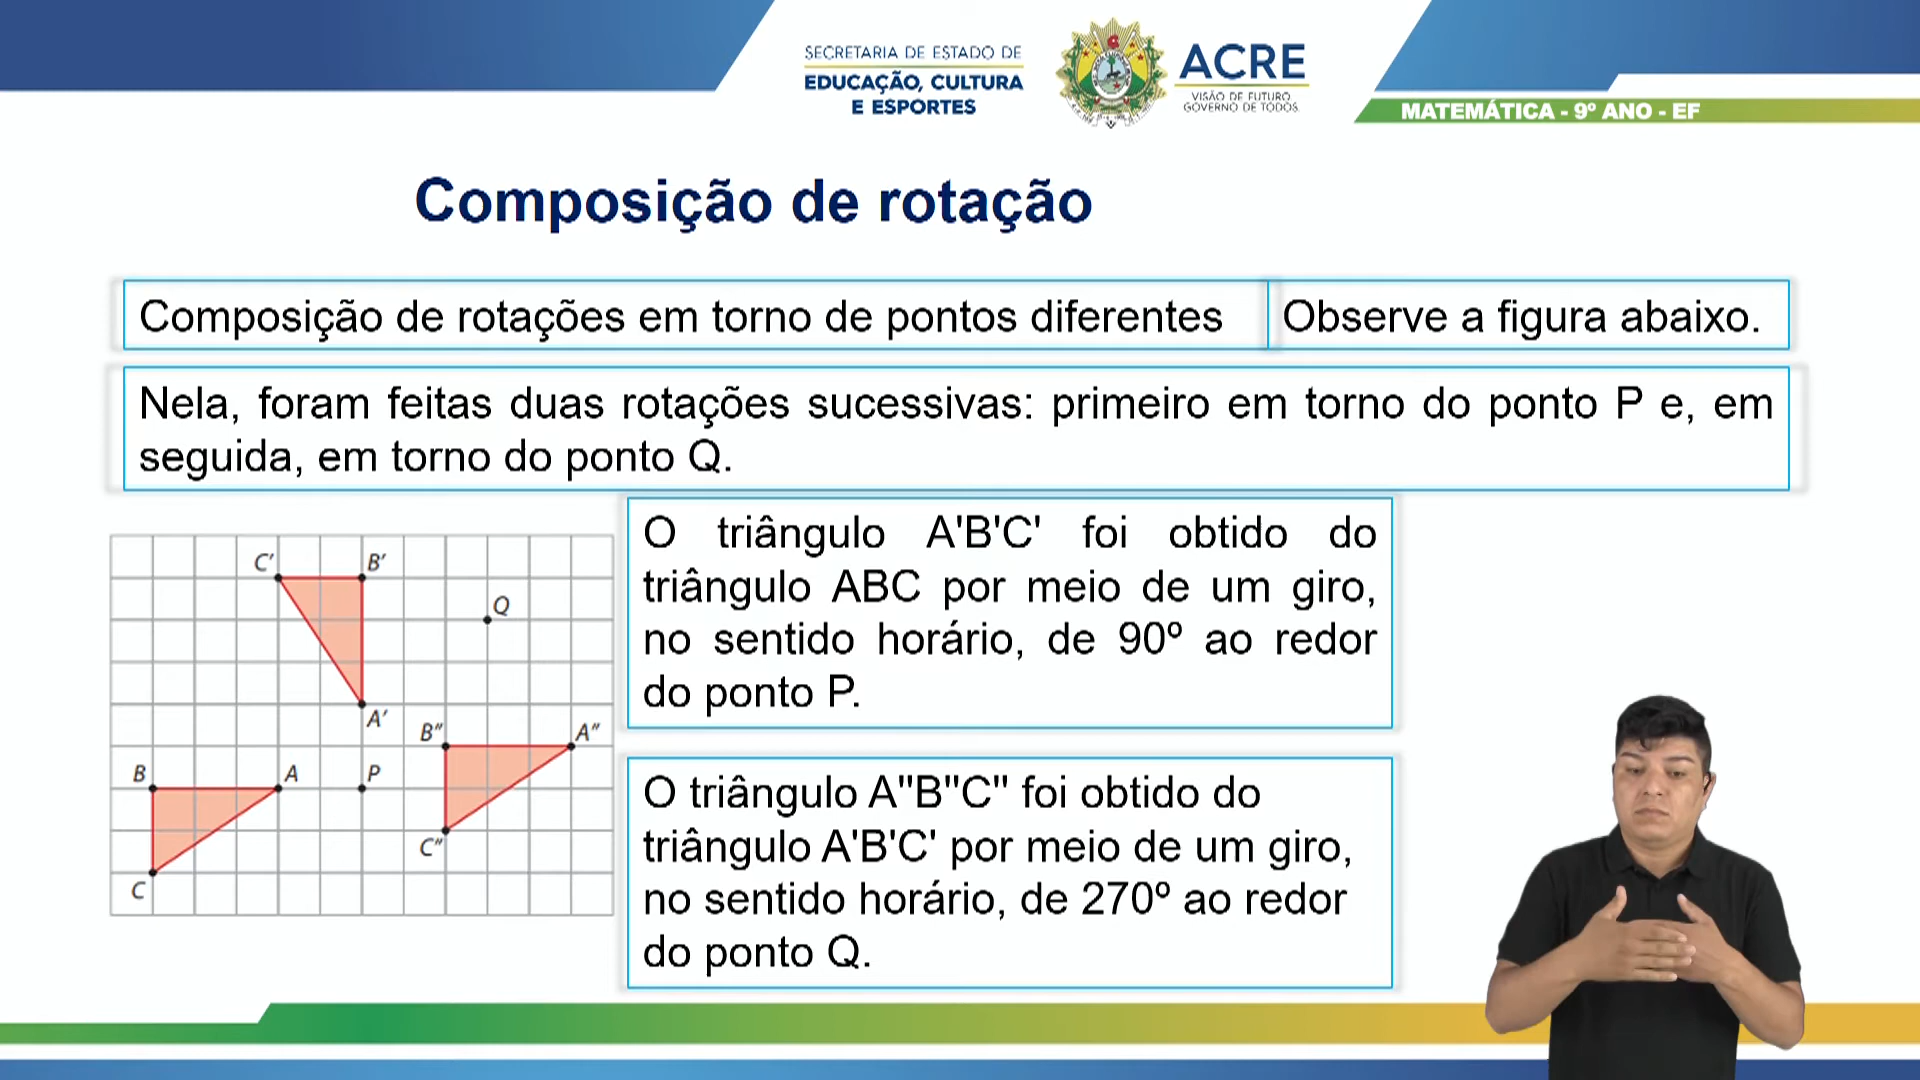 SECRETARIA DE ESTADO DE
EDUCAÇÃO, CULTURA
E ESPORTES
ACRE
VISÃO DE FUTURO
GOVERNO DE TODOS
MATEMÁTICA - 9º ANO - EF
Composição de rotação
Composição de rotações em torno de pontos diferentes
Observe a figura abaixo.
Nela, foram feitas duas rotações sucessivas: primeiro em torno do ponto P e, em
seguida, em torno do ponto Q.
O triângulo A'B'C' foi obtido do
triângulo ABC por meio de um giro,
no sentido horário, de 90º ao redor
do ponto P.
O triângulo A"B"C" foi obtido do
triângulo A'B'C' por meio de um giro,
no sentido horário, de 270º ao redor
do ponto Q.
C′ B′
Q
A′
B″ A″
B A P
C″
C